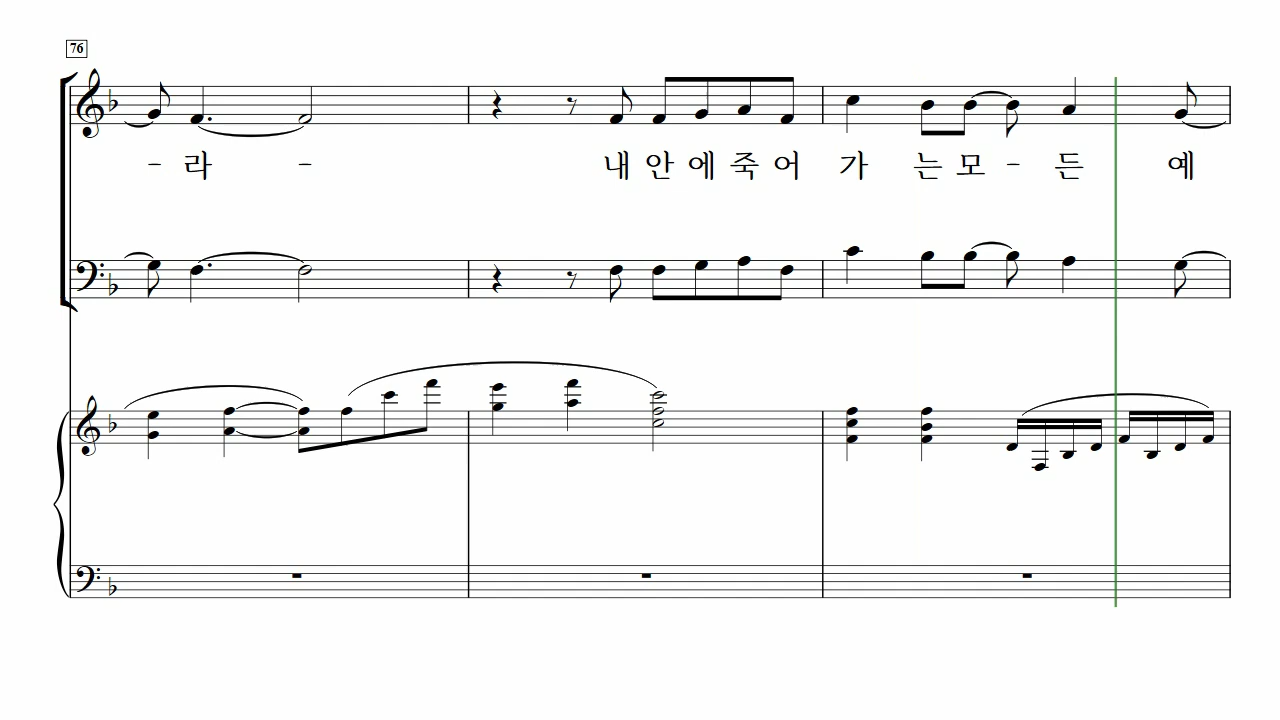 76
- 라 - 내 안 에 죽 어 가 는 모 - 든 예